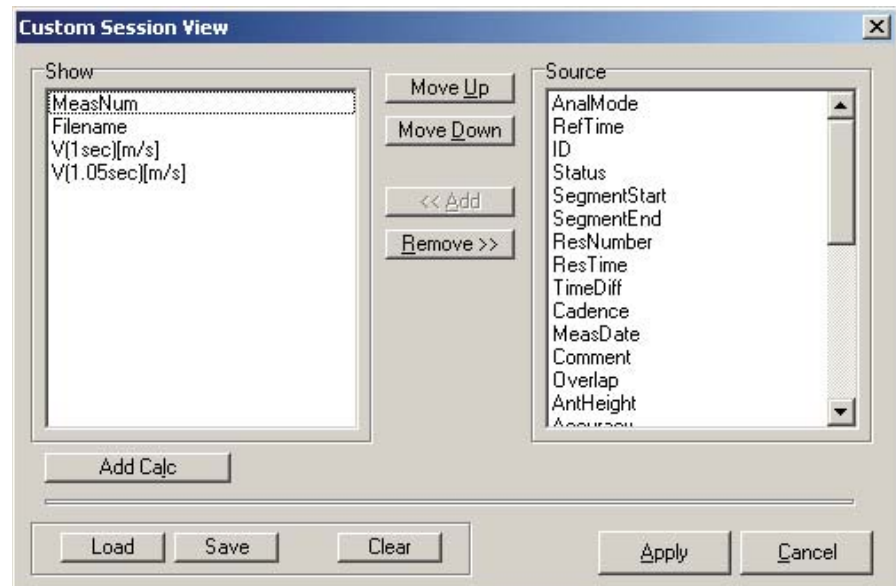 Custom Session View
Show
MeasNum
Filename
V(1sec)[m/s]
V(1.05sec)[m/s]
Move Up
Move Down
<< Add
Remove >>
Source
AnalMode
RefTime
ID
Status
SegmentStart
SegmentEnd
ResNumber
ResTime
TimeDiff
Cadence
MeasDate
Comment
Overlap
AntHeight
Accuracy
Add Calc
Load
Save
Clear
Apply
Cancel